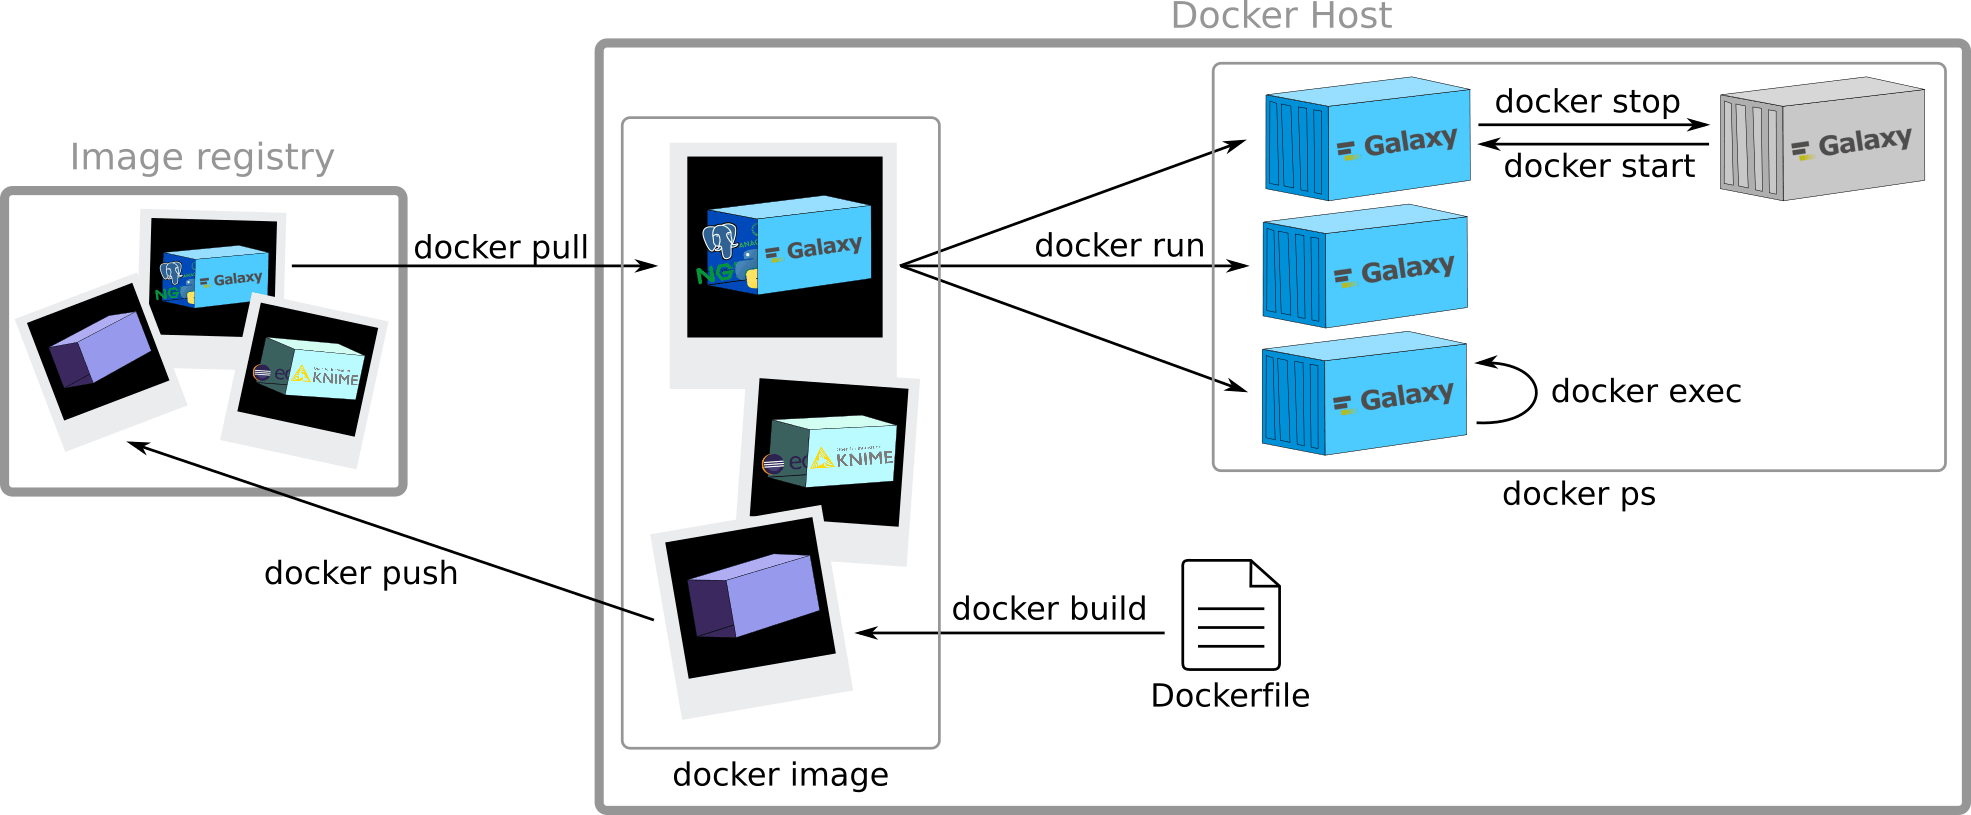 Docker Host
Image registry
Galaxy
NG
KNIME
docker pull
docker push
NG
Galaxy
KNIME
docker image
docker run
docker build
Dockerfile
Galaxy
docker stop
docker start
Galaxy
Galaxy
Galaxy
docker exec
docker ps